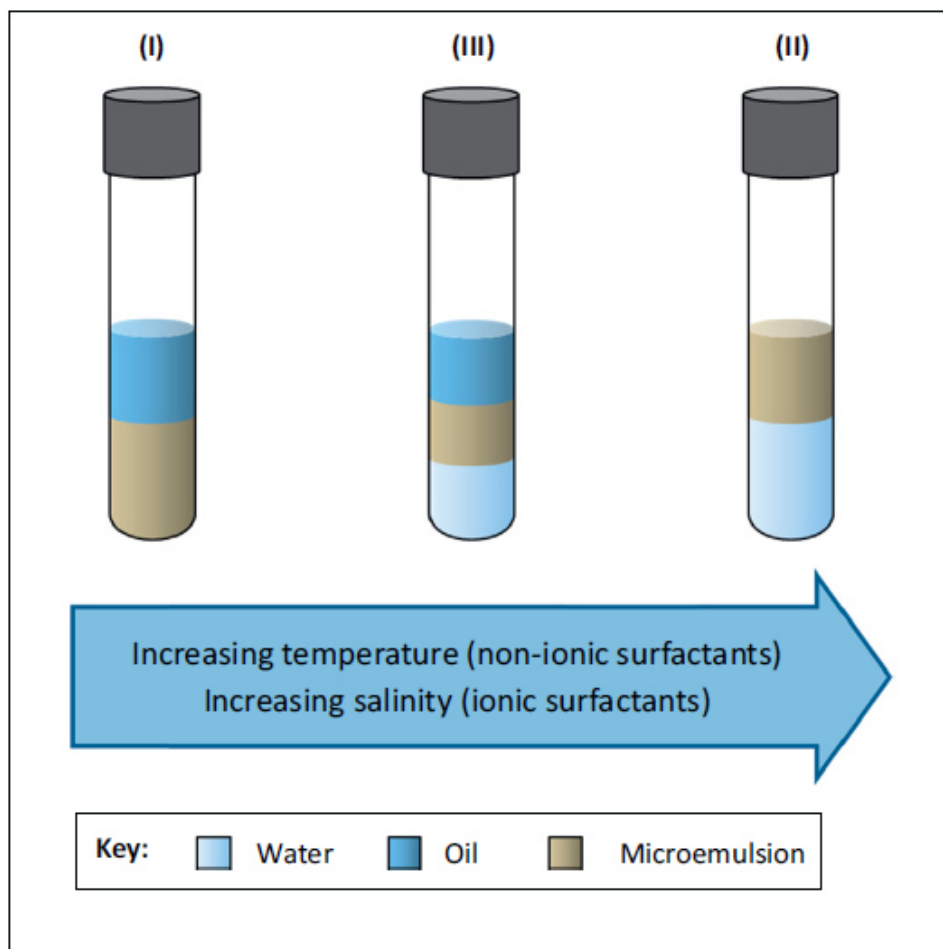 (I) (III) (II)
Increasing temperature (non-ionic surfactants)
Increasing salinity (ionic surfactants)
Key: Water Oil Microemulsion